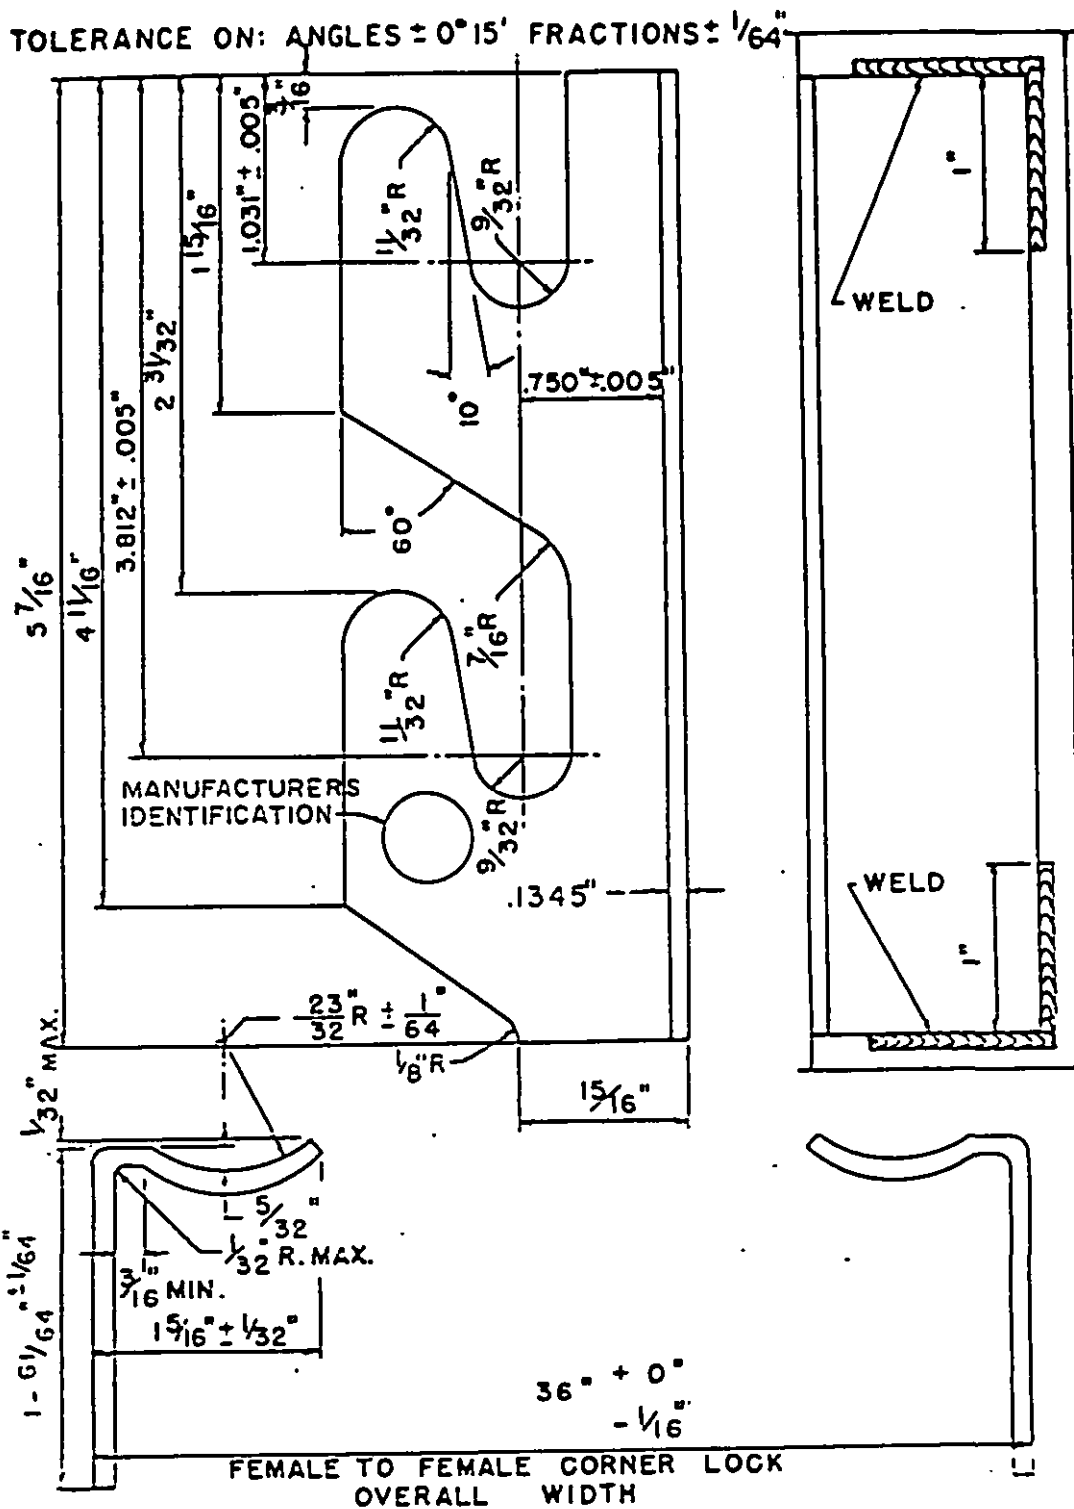 TOLERANCE ON: ANGLES ± 0° 15' FRACTIONS ± 1/64"
3/16"
1.031" ± .005"
1 15/16"
2 31/32"
3.812" ± .005"
4 11/16"
5 7/16"
11/32" R
9/32" R
10°
.750" ± .005"
60°
7/16" R
11/32" R
9/32" R
MANUFACTURERS
IDENTIFICATION
.1345"
23/32" R ± 1/64"
1/8" R
15/16"
1"
WELD
WELD
1"
1/32" MAX.
5/32"
1/32" R. MAX.
3/16" MIN.
1 5/16" ± 1/32"
1 - 61/64" ± 1/64"
36" + 0"
- 1/16"
FEMALE TO FEMALE CORNER LOCK
OVERALL WIDTH